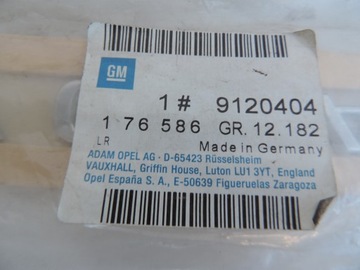 GM
1# 9120404
1 76 586 GR. 12.182
LR Made in Germany
ADAM OPEL AG · D-65423 Rüsselsheim
VAUXHALL, Griffin House, Luton LU1 3YT, England
Opel España S. A., E-50639 Figueruelas Zaragoza